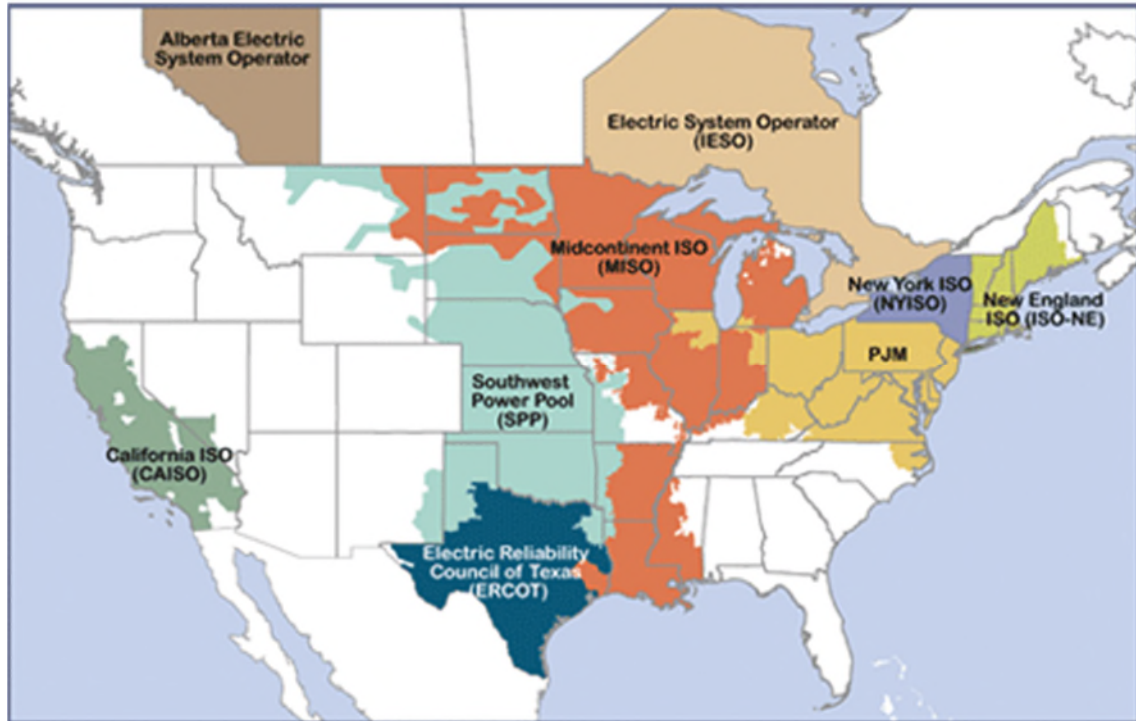 Alberta Electric
System Operator
Electric System Operator
(IESO)
Midcontinent ISO
(MISO)
New York ISO
(NYISO)
New England
ISO (ISO-NE)
PJM
Southwest
Power Pool
(SPP)
California ISO
(CAISO)
Electric Reliability
Council of Texas
(ERCOT)